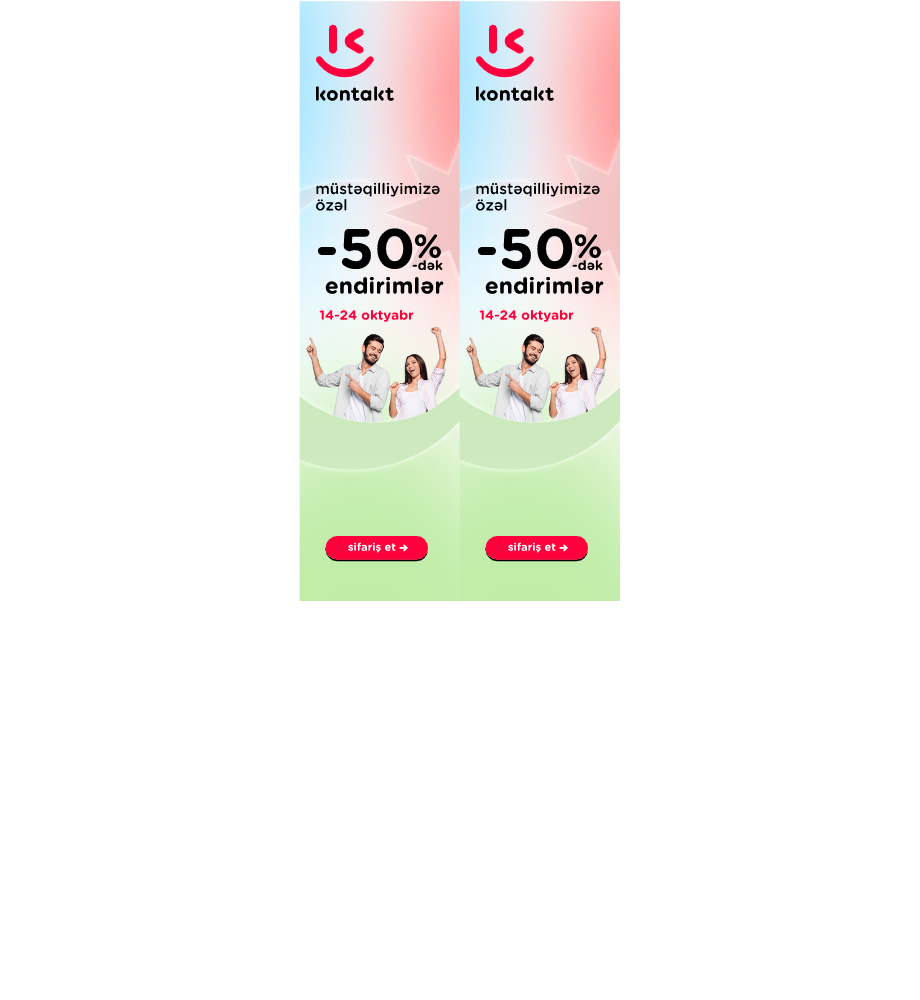 kontakt
müstəqilliyimizə
özəl
-50%
-dək
endirimlər
14-24 oktyabr
sifariş et →
kontakt
müstəqilliyimizə
özəl
-50%
-dək
endirimlər
14-24 oktyabr
sifariş et →